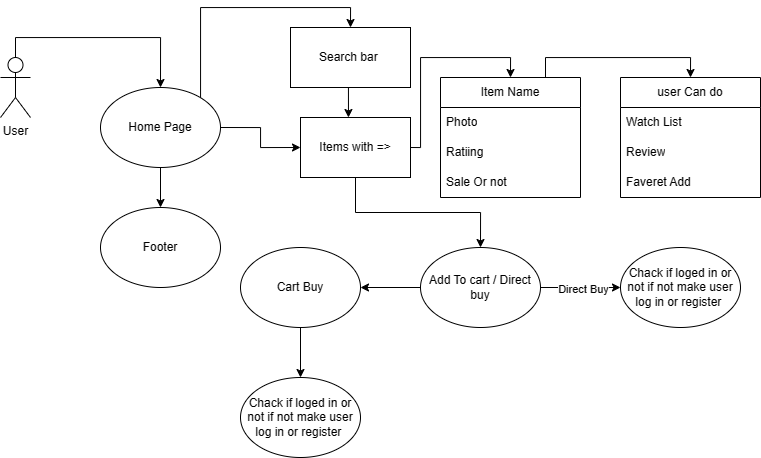 Search bar
Item Name
user Can do
User
Home Page
Items with =>
Photo
Ratiing
Sale Or not
Watch List
Review
Faveret Add
Footer
Cart Buy
Add To cart / Direct
buy
Direct Buy
Chack if loged in or
not if not make user
log in or register
Chack if loged in or
not if not make user
log in or register